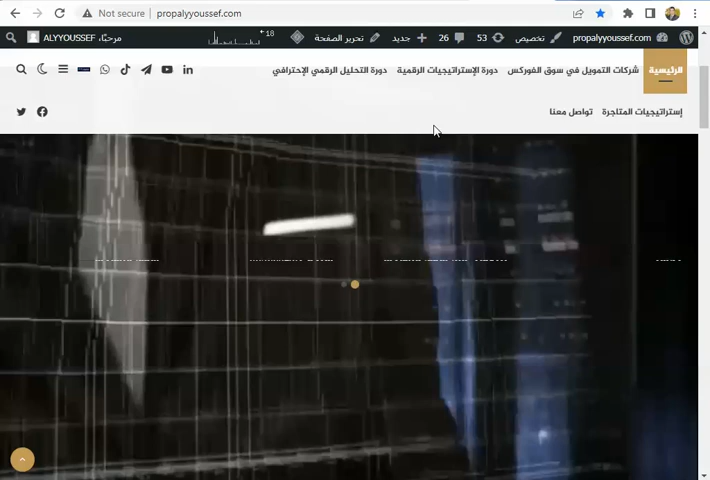 Not secure | propalyyoussef.com
propalyyoussef.com تخصيص 53 26 جديد تحرير الصفحة +18 مرحبًا، ALYYOUSSEF
الرئيسية شركات التمويل في سوق الفوركس دورة الإستراتيجيات الرقمية دورة التحليل الرقمي الإحترافي
إستراتيجيات المتاجرة تواصل معنا